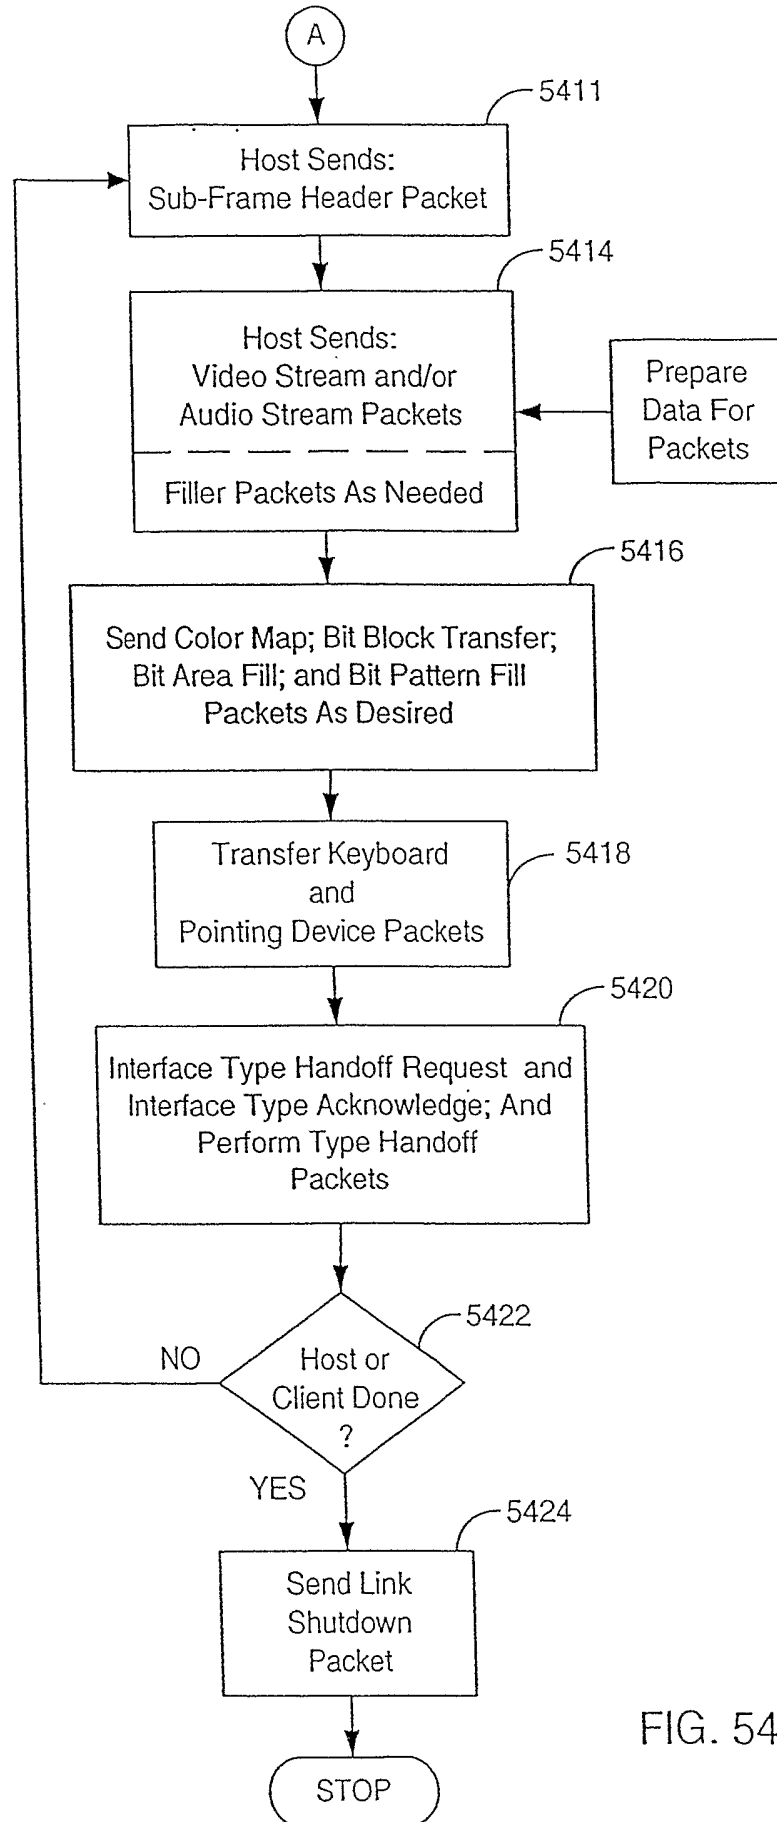 A
5411
Host Sends:
Sub-Frame Header Packet
5414
Host Sends:
Video Stream and/or
Audio Stream Packets
Filler Packets As Needed
Prepare
Data For
Packets
5416
Send Color Map; Bit Block Transfer;
Bit Area Fill; and Bit Pattern Fill
Packets As Desired
5418
Transfer Keyboard
and
Pointing Device Packets
5420
Interface Type Handoff Request and
Interface Type Acknowledge; And
Perform Type Handoff
Packets
5422
Host or
Client Done
?
NO
YES
5424
Send Link
Shutdown
Packet
STOP
FIG. 54